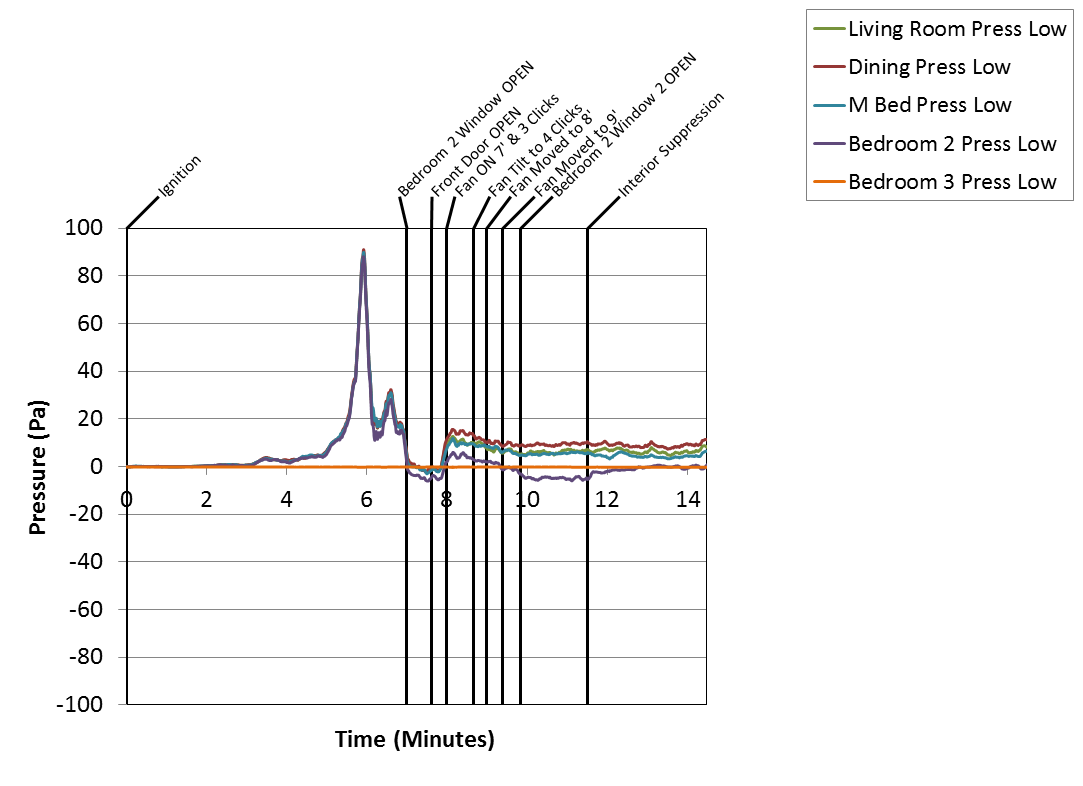 Living Room Press Low
Dining Press Low
M Bed Press Low
Bedroom 2 Press Low
Bedroom 3 Press Low
Ignition
Bedroom 2 Window OPEN
Front Door OPEN
Fan ON 7' & 3 Clicks
Fan Tilt to 4 Clicks
Fan Moved to 8'
Fan Moved to 9'
Bedroom 2 Window 2 OPEN
Interior Suppression
100
80
60
40
20
0
-20
-40
-60
-80
-100
Pressure (Pa)
0 2 4 6 8 10 12 14
Time (Minutes)